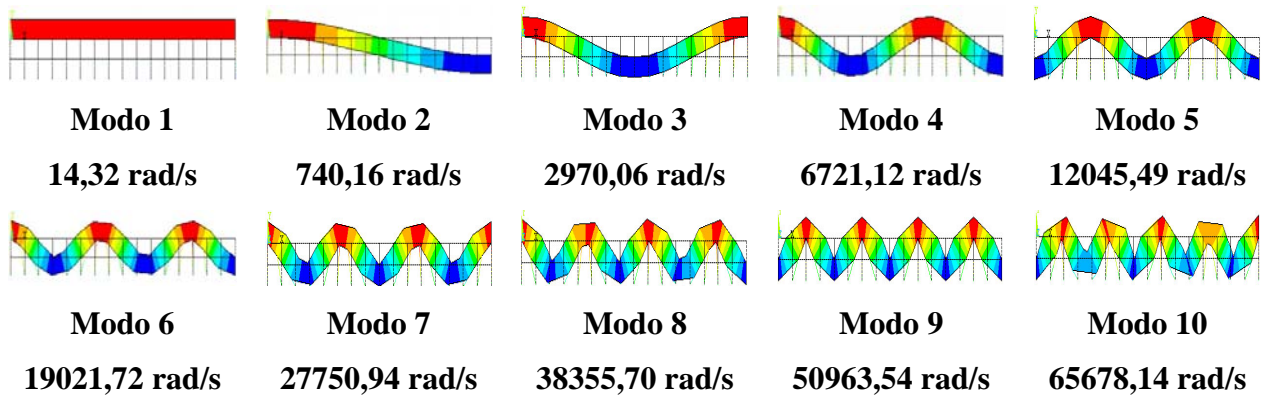 Modo 1 Modo 2 Modo 3 Modo 4 Modo 5
14,32 rad/s 740,16 rad/s 2970,06 rad/s 6721,12 rad/s 12045,49 rad/s
Modo 6 Modo 7 Modo 8 Modo 9 Modo 10
19021,72 rad/s 27750,94 rad/s 38355,70 rad/s 50963,54 rad/s 65678,14 rad/s